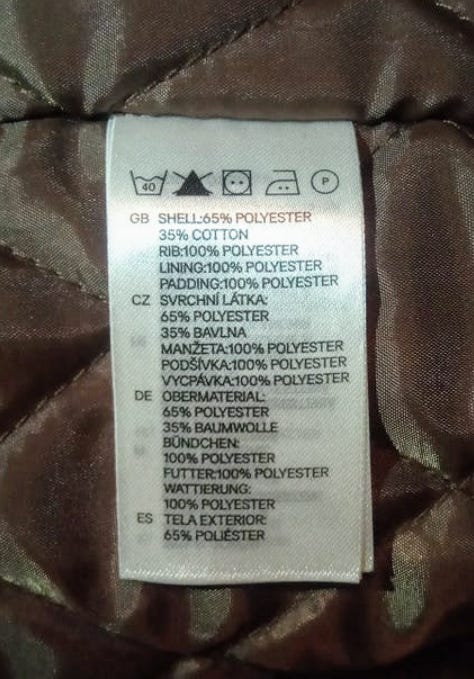 40
P
GB SHELL:65% POLYESTER
35% COTTON
RIB:100% POLYESTER
LINING:100% POLYESTER
PADDING:100% POLYESTER
CZ SVRCHNÍ LÁTKA:
65% POLYESTER
35% BAVLNA
MANŽETA:100% POLYESTER
PODŠÍVKA:100% POLYESTER
VYCPÁVKA:100% POLYESTER
DE OBERMATERIAL:
65% POLYESTER
35% BAUMWOLLE
BÜNDCHEN:
100% POLYESTER
FUTTER:100% POLYESTER
WATTIERUNG:
100% POLYESTER
ES TELA EXTERIOR:
65% POLIÉSTER